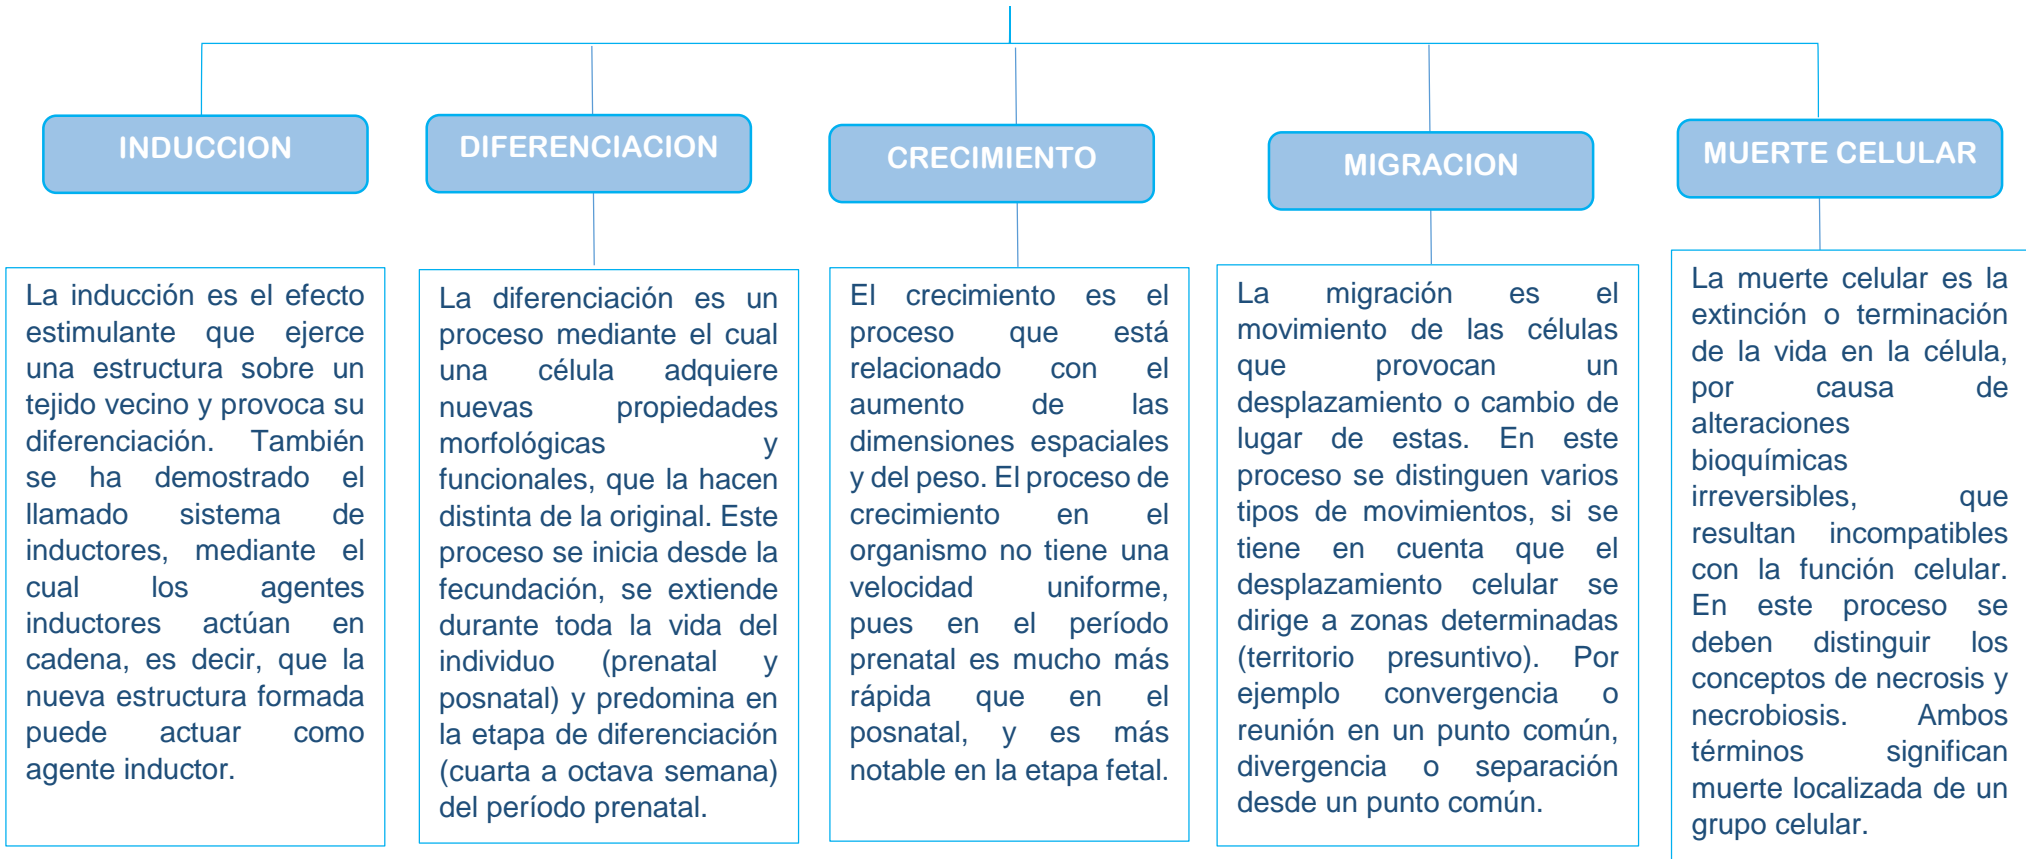 INDUCCION
La inducción es el efecto
estimulante que ejerce
una estructura sobre un
tejido vecino y provoca su
diferenciación. También
se ha demostrado el
llamado sistema de
inductores, mediante el
cual los agentes
inductores actúan en
cadena, es decir, que la
nueva estructura formada
puede actuar como
agente inductor.
DIFERENCIACION
La diferenciación es un
proceso mediante el cual
una célula adquiere
nuevas propiedades
morfológicas y
funcionales, que la hacen
distinta de la original. Este
proceso se inicia desde la
fecundación, se extiende
durante toda la vida del
individuo (prenatal y
posnatal) y predomina en
la etapa de diferenciación
(cuarta a octava semana)
del período prenatal.
CRECIMIENTO
El crecimiento es el
proceso que está
relacionado con el
aumento de las
dimensiones espaciales
y del peso. El proceso de
crecimiento en el
organismo no tiene una
velocidad uniforme,
pues en el período
prenatal es mucho más
rápida que en el
posnatal, y es más
notable en la etapa fetal.
MIGRACION
La migración es el
movimiento de las células
que provocan un
desplazamiento o cambio de
lugar de estas. En este
proceso se distinguen varios
tipos de movimientos, si se
tiene en cuenta que el
desplazamiento celular se
dirige a zonas determinadas
(territorio presuntivo). Por
ejemplo convergencia o
reunión en un punto común,
divergencia o separación
desde un punto común.
MUERTE CELULAR
La muerte celular es la
extinción o terminación
de la vida en la célula,
por causa de
alteraciones
bioquímicas
irreversibles, que
resultan incompatibles
con la función celular.
En este proceso se
deben distinguir los
conceptos de necrosis y
necrobiosis. Ambos
términos significan
muerte localizada de un
grupo celular.